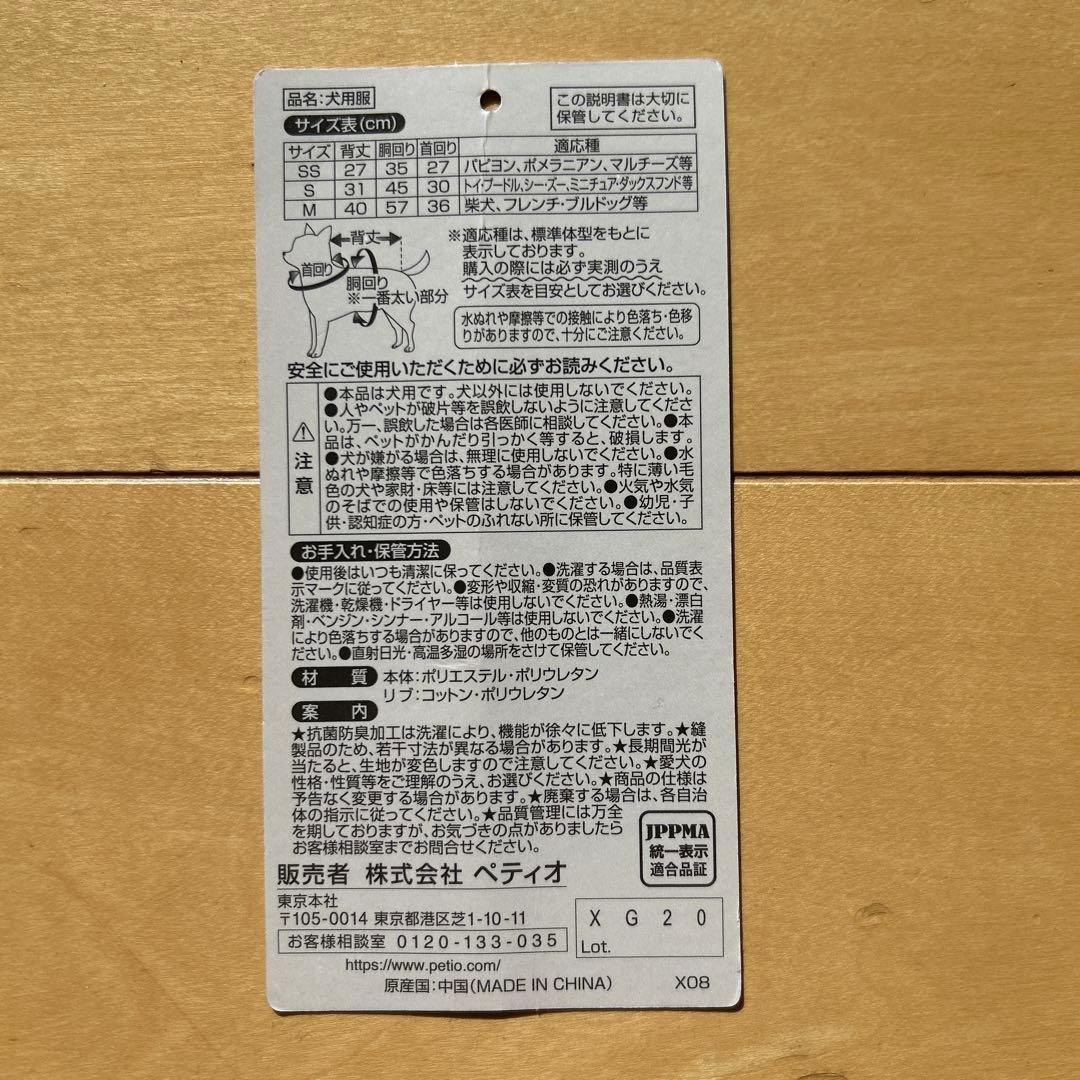 品名:犬用服
この説明書は大切に
保管してください。
サイズ表(cm)
サイズ 背丈 胴回り 首回り 適応種
SS 27 35 27 パピヨン、ポメラニアン、マルチーズ等
S 31 45 30 トイ・プードル、シー・ズー、ミニチュア・ダックスフンド等
M 40 57 36 柴犬、フレンチ・ブルドッグ等
背丈
首回り
胴回り
※一番太い部分
※適応種は、標準体型をもとに
表示しております。
購入の際には必ず実測のうえ
サイズ表を目安としてお選びください。
水ぬれや摩擦等での接触により色落ち・色移
りがありますので、十分にご注意ください。
安全にご使用いただくために必ずお読みください。
注意
●本品は犬用です。犬以外には使用しないでください。
●人やペットが破片等を誤飲しないように注意してくださ
い。万一、誤飲した場合は各医師に相談してください。●本
品は、ペットがかんだり引っかく等すると、破損します。
●犬が嫌がる場合は、無理に使用しないでください。●水
ぬれや摩擦等で色落ちする場合があります。特に薄い毛
色の犬や家財・床等には注意してください。●火気や水気
のそばでの使用や保管はしないでください。●幼児・子
供・認知症の方・ペットのふれない所に保管してください。
お手入れ・保管方法
●使用後はいつも清潔に保ってください。●洗濯する場合は、品質表
示マークに従ってください。●変形や収縮・変質の恐れがありますので、
洗濯機・乾燥機・ドライヤー等は使用しないでください。●熱湯・漂白
剤・ベンジン・シンナー・アルコール等は使用しないでください。●洗濯
により色落ちする場合がありますので、他のものとは一緒にしないでく
ださい。●直射日光・高温多湿の場所をさけて保管してください。
材質 本体:ポリエステル・ポリウレタン
リブ:コットン・ポリウレタン
案内
★抗菌防臭加工は洗濯により、機能が徐々に低下します。★縫
製品のため、若干寸法が異なる場合があります。★長期間光が
当たると、生地が変色しますので注意してください。★愛犬の
性格・性質等をご理解のうえ、お選びください。★商品の仕様は
予告なく変更する場合があります。★廃棄する場合は、各自治
体の指示に従ってください。★品質管理には万全
を期しておりますが、お気づきの点がありましたら
お客様相談室までお問合せください。
JPPMA
統一表示
適合品証
販売者 株式会社 ペティオ
東京本社
〒105-0014 東京都港区芝1-10-11
お客様相談室 0120-133-035
X G 2 0
Lot.
https://www.petio.com/
原産国:中国(MADE IN CHINA)
X08